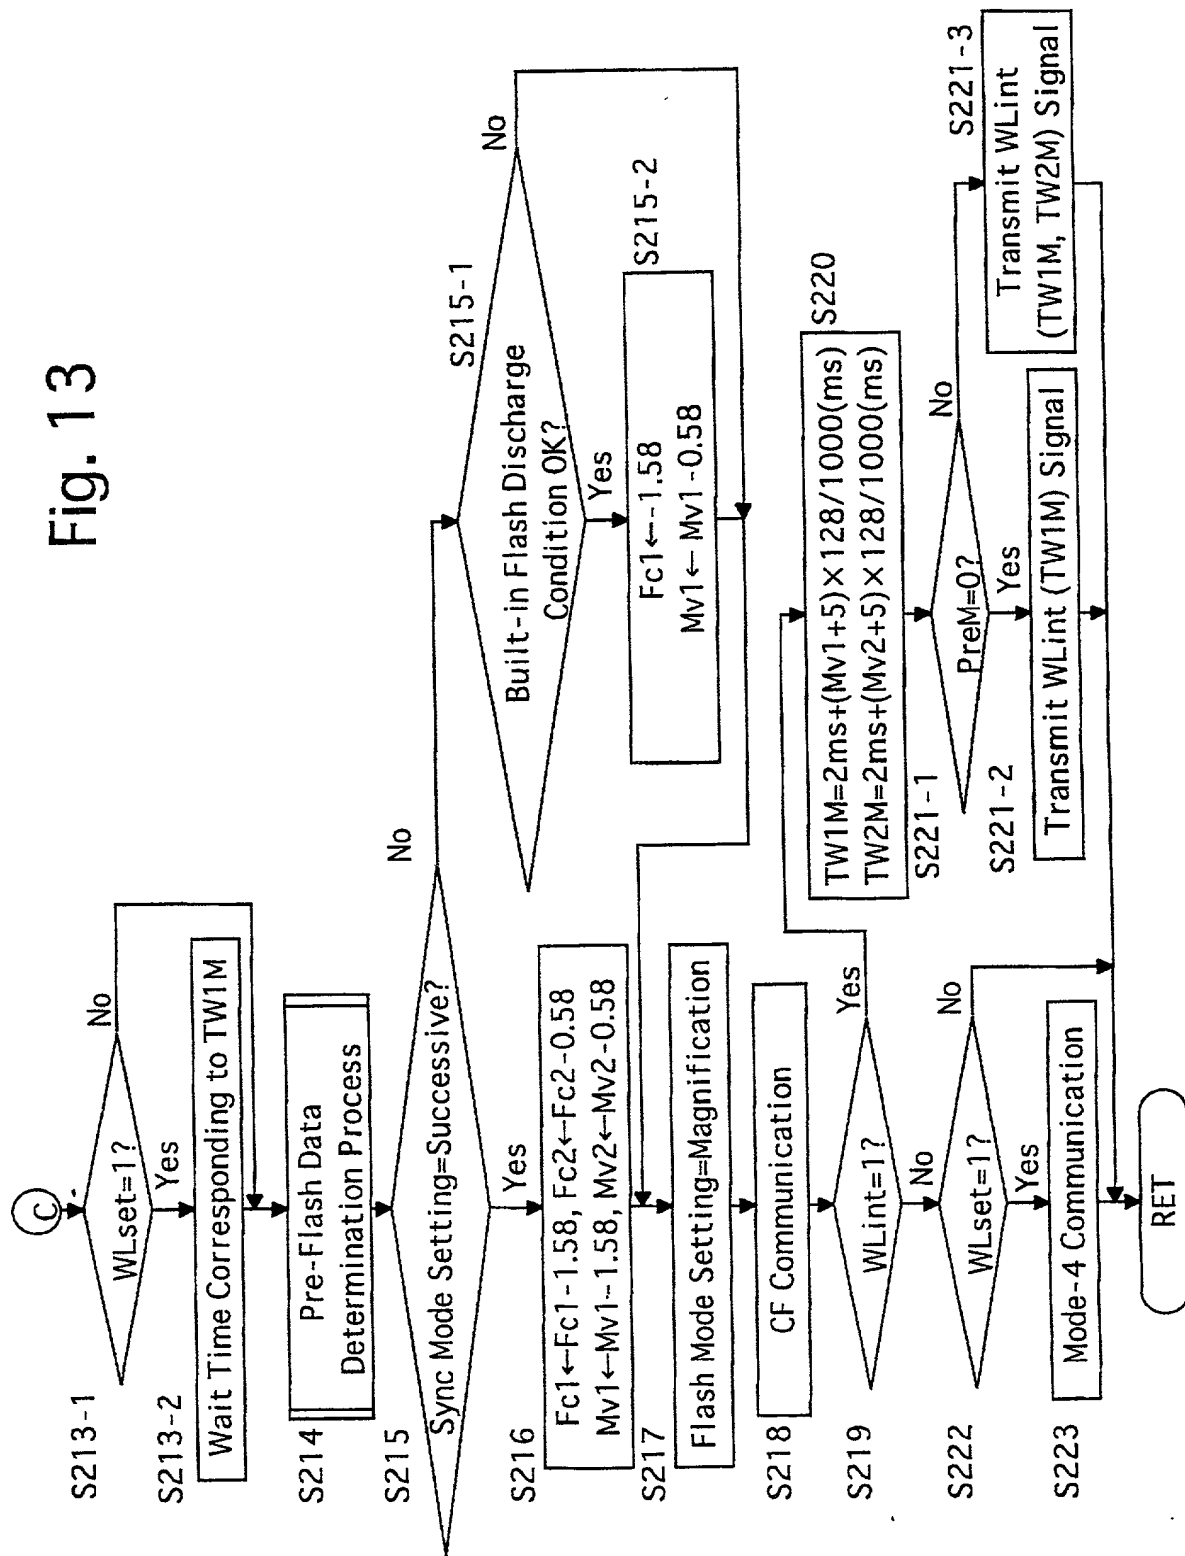 Fig. 13
C
S213-1
WLset=1?
No
Yes
S213-2
Wait Time Corresponding to TW1M
S214
Pre-Flash Data
Determination Process
S215
Sync Mode Setting=Successive?
No
Yes
S215-1
Built-in Flash Discharge
Condition OK?
No
Yes
S215-2
Fc1←-1.58
Mv1←Mv1-0.58
S216
Fc1←Fc1-1.58, Fc2←Fc2-0.58
Mv1←Mv1-1.58, Mv2←Mv2-0.58
S217
Flash Mode Setting=Magnification
S218
CF Communication
S219
WLint=1?
Yes
No
S220
TW1M=2ms+(Mv1+5)×128/1000(ms)
TW2M=2ms+(Mv2+5)×128/1000(ms)
S221-1
PreM=0?
No
Yes
S221-2
Transmit WLint (TW1M) Signal
S221-3
Transmit WLint
(TW1M, TW2M) Signal
S222
WLset=1?
No
Yes
S223
Mode-4 Communication
RET